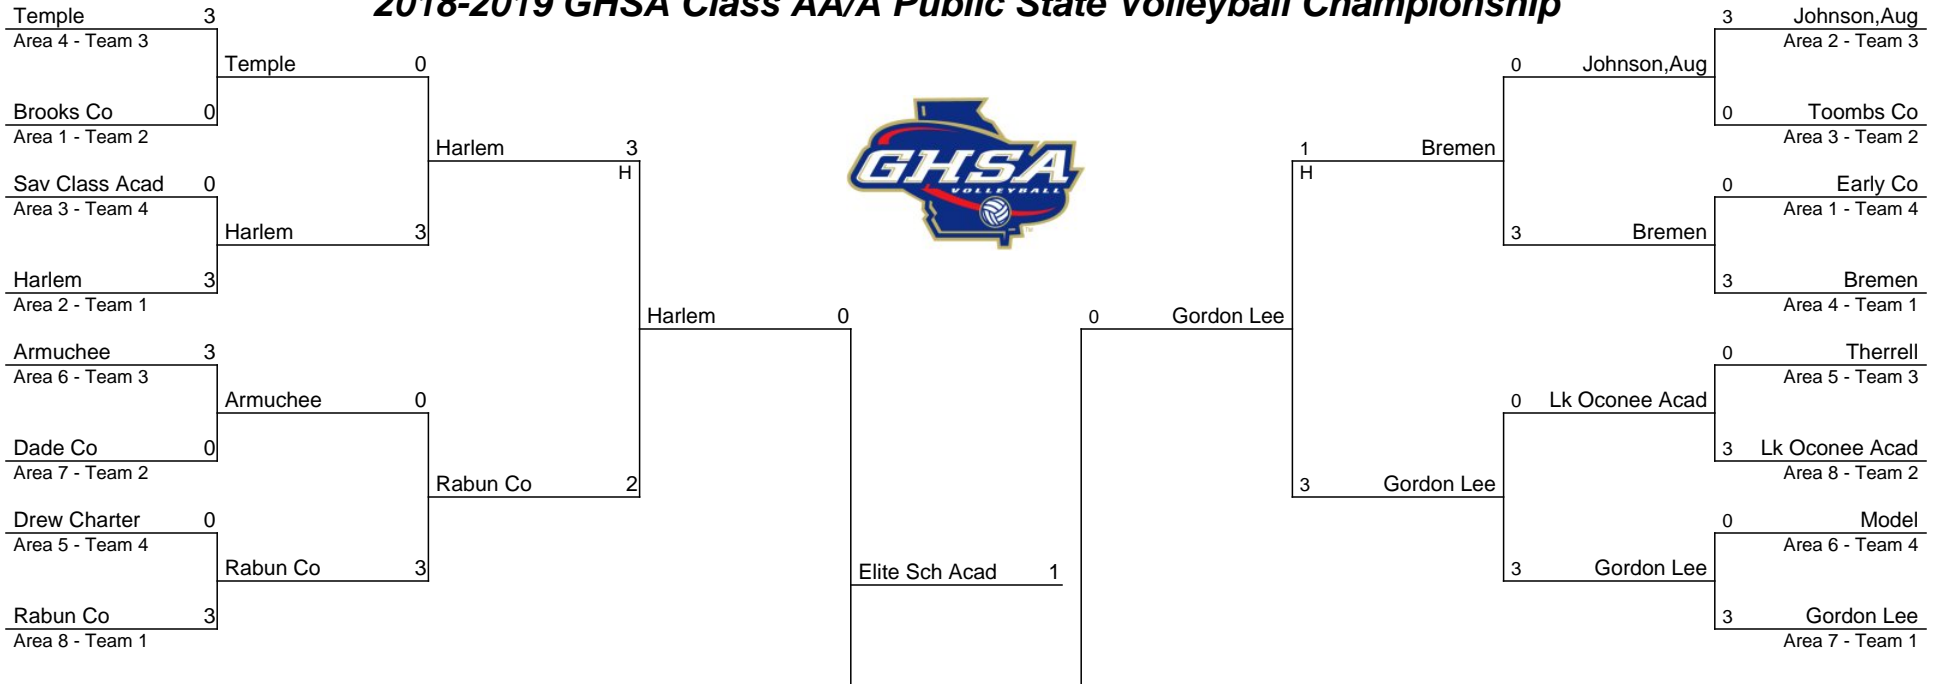 2018-2019 GHSA Class AA/A Public State Volleyball Championship
Temple 3
Area 4 - Team 3
Temple 0
Brooks Co 0
Area 1 - Team 2
Harlem 3
H
Sav Class Acad 0
Area 3 - Team 4
Harlem 3
Harlem 3
Area 2 - Team 1
Harlem 0
Armuchee 3
Area 6 - Team 3
Armuchee 0
Dade Co 0
Area 7 - Team 2
Rabun Co 2
Drew Charter 0
Area 5 - Team 4
Rabun Co 3
Rabun Co 3
Area 8 - Team 1
GHSA
VOLLEYBALL
TM
Elite Sch Acad 1
3 Johnson,Aug
Area 2 - Team 3
0 Johnson,Aug
0 Toombs Co
Area 3 - Team 2
1 Bremen
H
0 Early Co
Area 1 - Team 4
3 Bremen
3 Bremen
Area 4 - Team 1
0 Gordon Lee
0 Therrell
Area 5 - Team 3
0 Lk Oconee Acad
3 Lk Oconee Acad
Area 8 - Team 2
3 Gordon Lee
0 Model
Area 6 - Team 4
3 Gordon Lee
3 Gordon Lee
Area 7 - Team 1